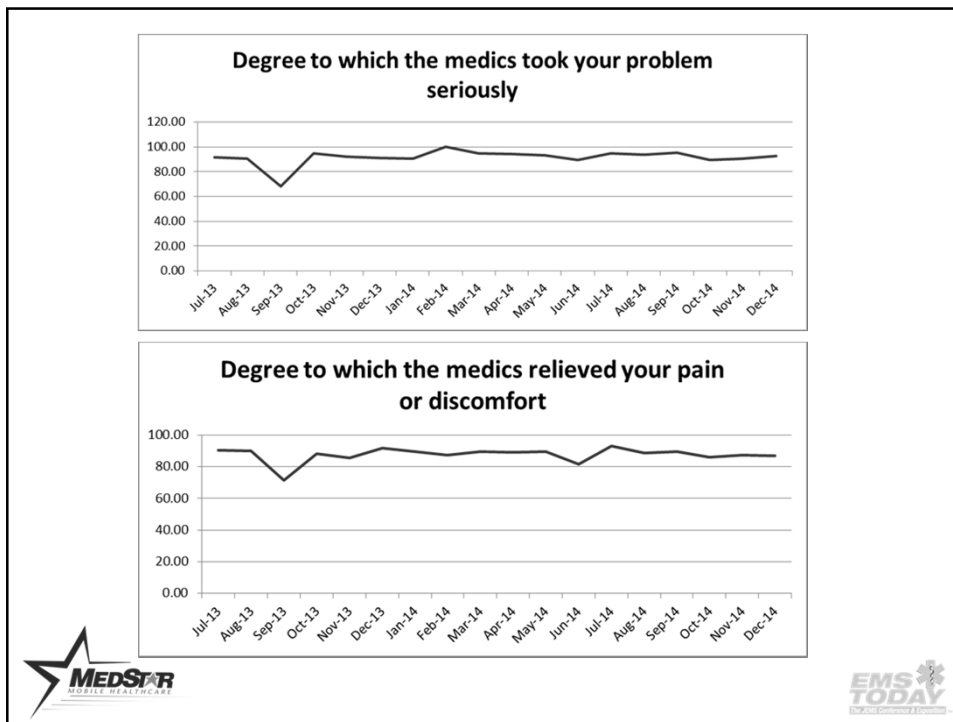 Degree to which the medics took your problem
seriously
120.00
100.00
80.00
60.00
40.00
20.00
0.00
Jul-13 Aug-13 Sep-13 Oct-13 Nov-13 Dec-13 Jan-14 Feb-14 Mar-14 Apr-14 May-14 Jun-14 Jul-14 Aug-14 Sep-14 Oct-14 Nov-14 Dec-14
Degree to which the medics relieved your pain
or discomfort
100.00
80.00
60.00
40.00
20.00
0.00
Jul-13 Aug-13 Sep-13 Oct-13 Nov-13 Dec-13 Jan-14 Feb-14 Mar-14 Apr-14 May-14 Jun-14 Jul-14 Aug-14 Sep-14 Oct-14 Nov-14 Dec-14
MEDSTAR
MOBILE HEALTHCARE
EMS
TODAY
The JEMS Conference & Exposition